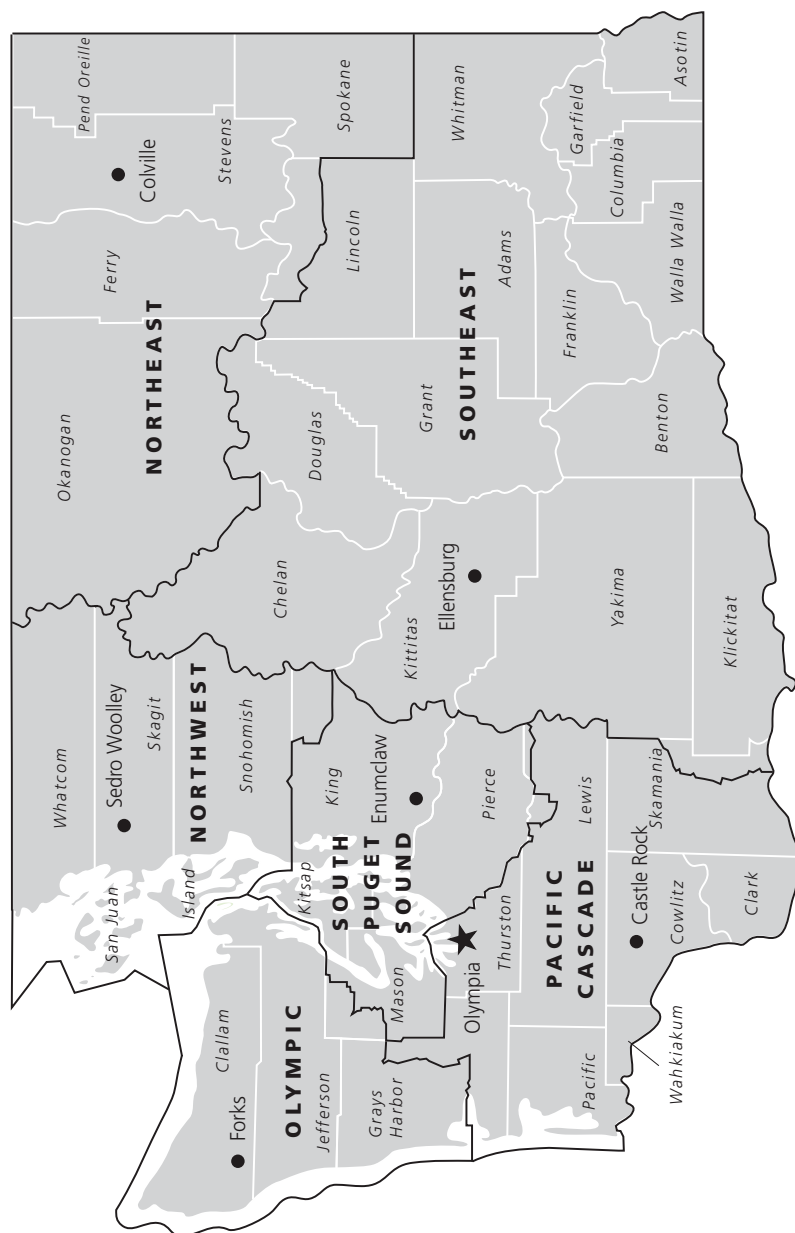 Whatcom
San Juan
Sedro Woolley
Skagit
Island
NORTHWEST
Snohomish
Okanogan
NORTHEAST
Ferry
Pend Oreille
Colville
Stevens
Spokane
Clallam
Forks
OLYMPIC
Jefferson
Grays
Harbor
Kitsap
Mason
SOUTH
PUGET
SOUND
King
Enumclaw
Pierce
Chelan
Douglas
Lincoln
Kittitas
Ellensburg
Grant
SOUTHEAST
Adams
Whitman
Olympia
Thurston
PACIFIC
CASCADE
Lewis
Pacific
Wahkiakum
Castle Rock
Cowlitz
Skamania
Clark
Yakima
Klickitat
Benton
Franklin
Walla Walla
Columbia
Garfield
Asotin